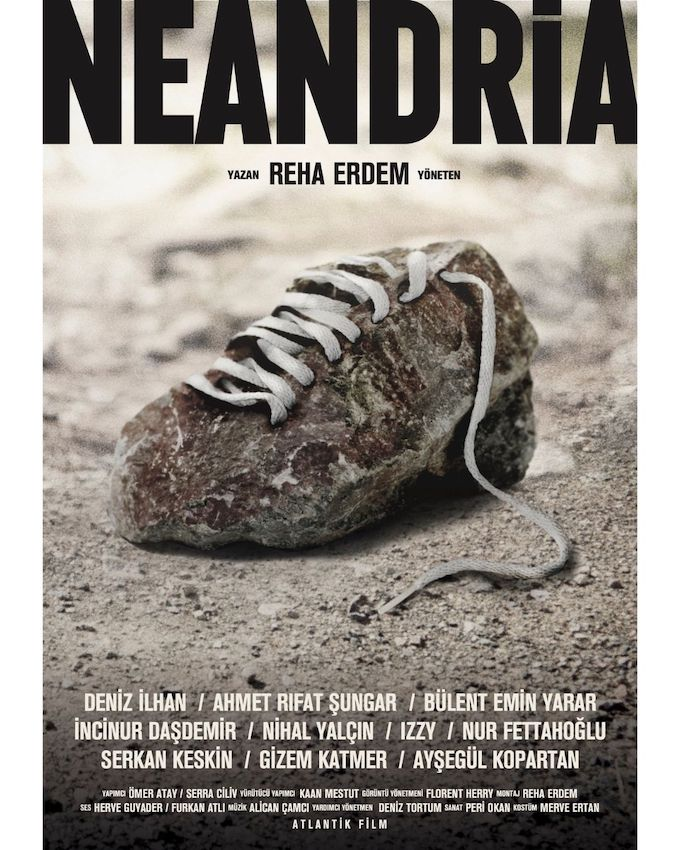 NEANDRiA
YAZAN REHA ERDEM YÖNETEN
DENİZ İLHAN / AHMET RIFAT ŞUNGAR / BÜLENT EMİN YARAR
İNCİNUR DAŞDEMİR / NİHAL YALÇIN / IZZY / NUR FETTAHOĞLU
SERKAN KESKİN / GİZEM KATMER / AYŞEGÜL KOPARTAN
YAPIMCI ÖMER ATAY / SERRA CİLİV YÜRÜTÜCÜ YAPIMCI KAAN MESTUT GÖRÜNTÜ YÖNETMENİ FLORENT HERRY MONTAJ REHA ERDEM
SES HERVE GUYADER / FURKAN ATLI MÜZİK ALİCAN ÇAMCI YARDIMCI YÖNETMEN DENİZ TORTUM SANAT PERİ OKAN KOSTÜM MERVE ERTAN
ATLANTİK FİLM